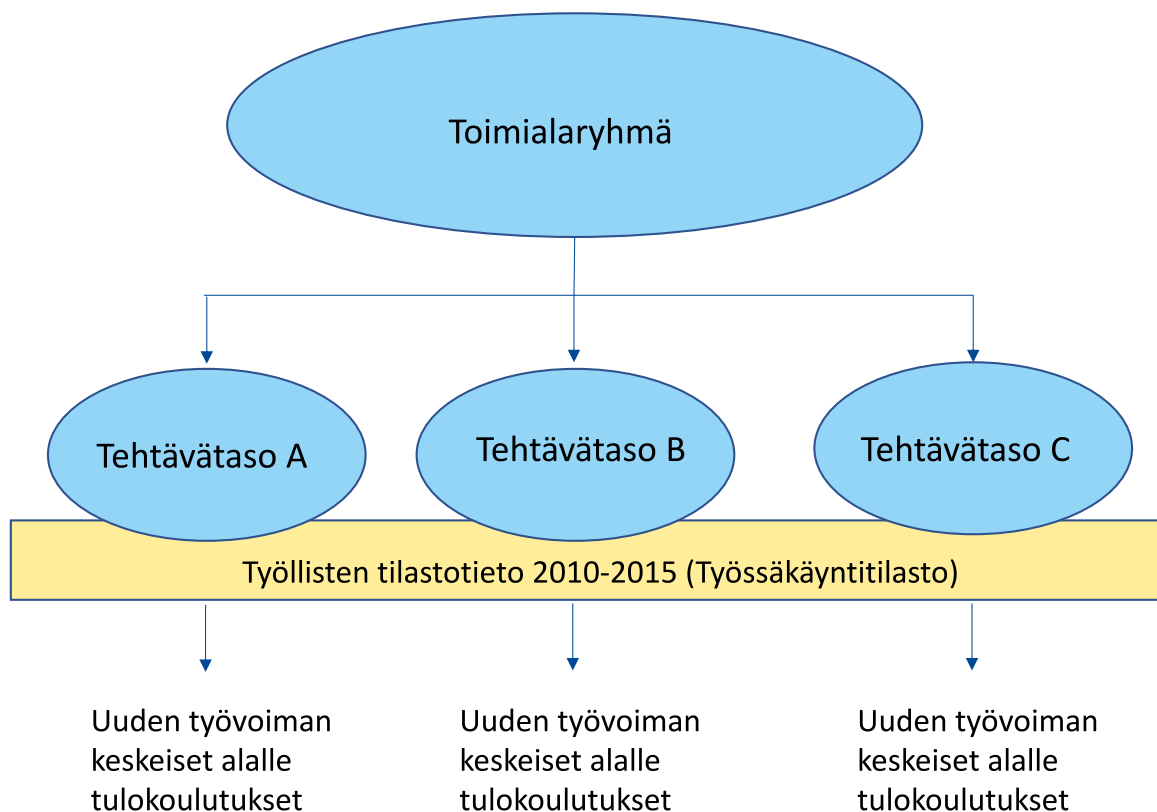 Toimialaryhmä
Tehtävätaso A
Tehtävätaso B
Tehtävätaso C
Työllisten tilastotieto 2010-2015 (Työssäkäyntitilasto)
Uuden työvoiman
keskeiset alalle
tulokoulutukset
Uuden työvoiman
keskeiset alalle
tulokoulutukset
Uuden työvoiman
keskeiset alalle
tulokoulutukset